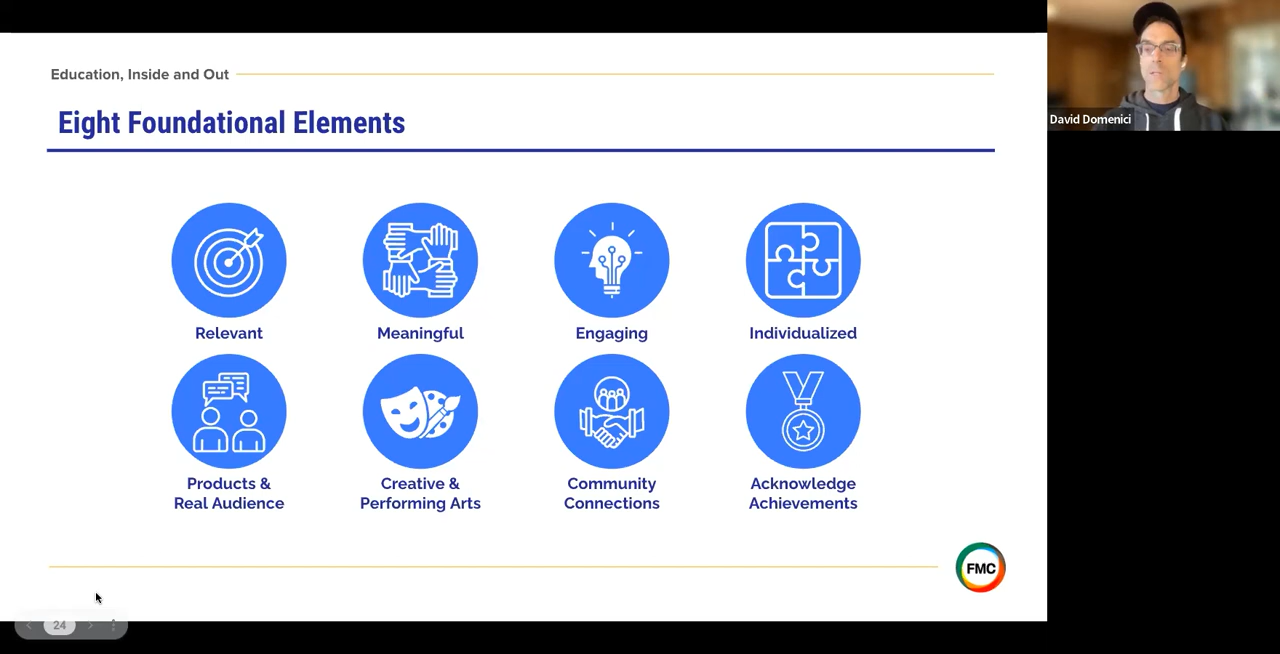 Education, Inside and Out
Eight Foundational Elements
Relevant
Meaningful
Engaging
Individualized
Products &
Real Audience
Creative &
Performing Arts
Community
Connections
Acknowledge
Achievements
FMC
24
David Domenici